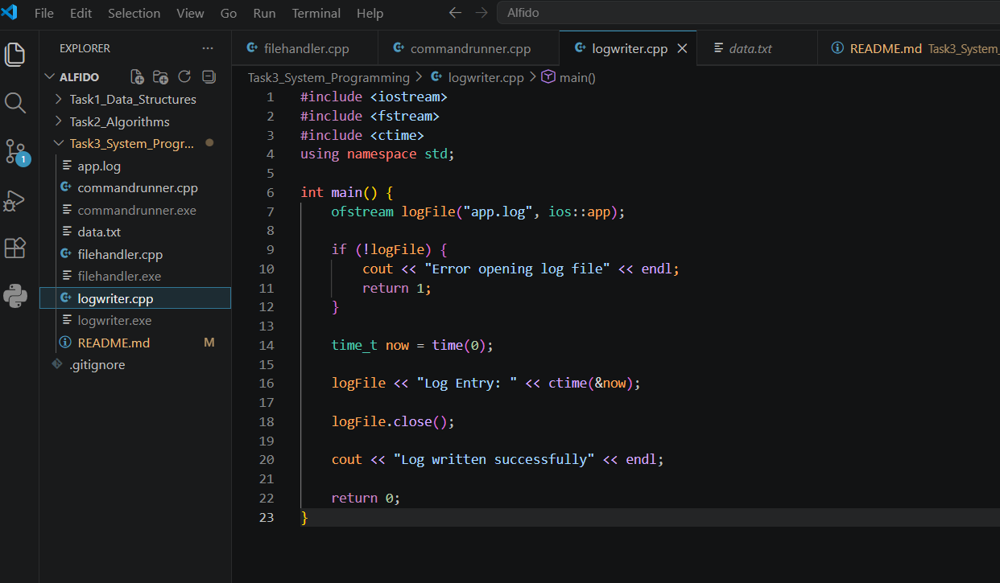 File Edit Selection View Go Run Terminal Help Alfido
EXPLORER
ALFIDO
Task1_Data_Structures
Task2_Algorithms
Task3_System_Progr...
app.log
commandrunner.cpp
commandrunner.exe
data.txt
filehandler.cpp
filehandler.exe
logwriter.cpp
logwriter.exe
README.md M
.gitignore
1
filehandler.cpp commandrunner.cpp logwriter.cpp data.txt README.md Task3_System_
Task3_System_Programming > logwriter.cpp > main()
1 #include <iostream>
2 #include <fstream>
3 #include <ctime>
4 using namespace std;
5
6 int main() {
7     ofstream logFile("app.log", ios::app);
8
9     if (!logFile) {
10         cout << "Error opening log file" << endl;
11         return 1;
12     }
13
14     time_t now = time(0);
15
16     logFile << "Log Entry: " << ctime(&now);
17
18     logFile.close();
19
20     cout << "Log written successfully" << endl;
21
22     return 0;
23 }